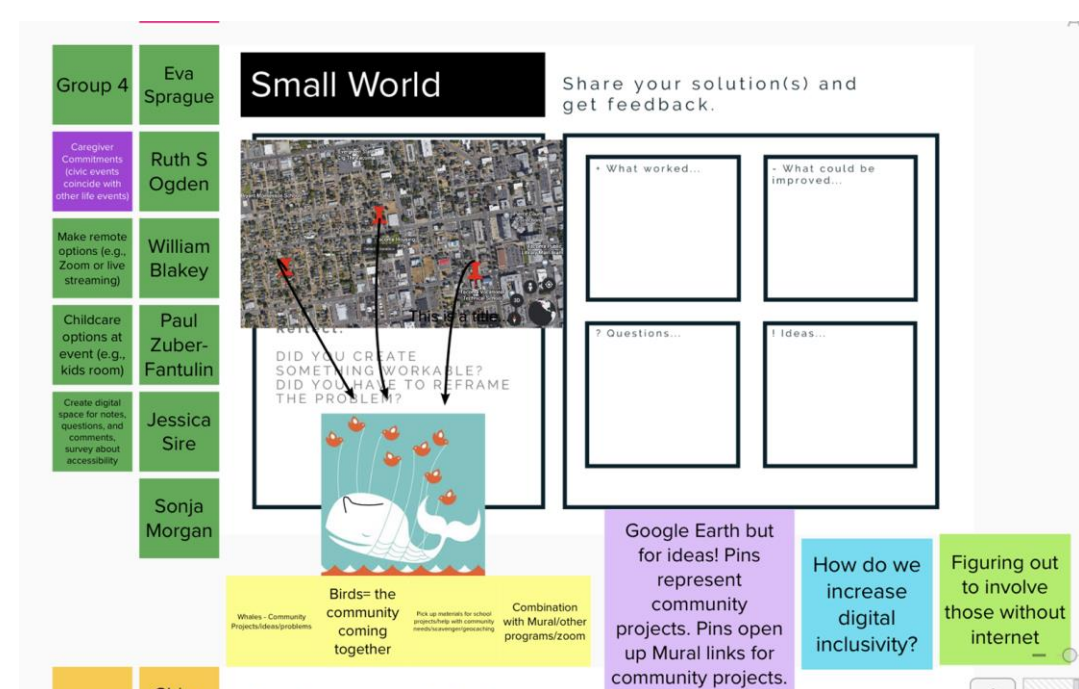 Group 4
Eva
Sprague
Caregiver
Commitments
(civic events
coincide with
other life events)
Ruth S
Ogden
Make remote
options (e.g.,
Zoom or live
streaming)
William
Blakey
Childcare
options at
event (e.g.,
kids room)
Paul
Zuber-
Fantulin
Create digital
space for notes,
questions, and
comments,
survey about
accessibility
Jessica
Sire
Sonja
Morgan
Small World
This is a title
Reflect:
DID YOU CREATE
SOMETHING WORKABLE?
DID YOU HAVE TO REFRAME
THE PROBLEM?
Share your solution(s) and
get feedback.
+ What worked...
- What could be
improved...
? Questions...
! Ideas...
Whales - Community
Projects/ideas/problems
Birds= the
community
coming
together
Pick up materials for school
projects/help with community
needs/scavenger/geocaching
Combination
with Mural/other
programs/zoom
Google Earth but
for ideas! Pins
represent
community
projects. Pins open
up Mural links for
community projects.
How do we
increase
digital
inclusivity?
Figuring out
to involve
those without
internet